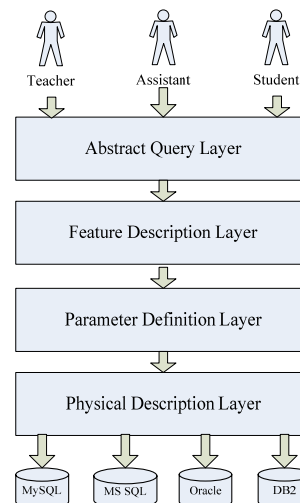 Teacher Assistant Student
Abstract Query Layer
Feature Description Layer
Parameter Definition Layer
Physical Description Layer
MySQL MS SQL Oracle DB2